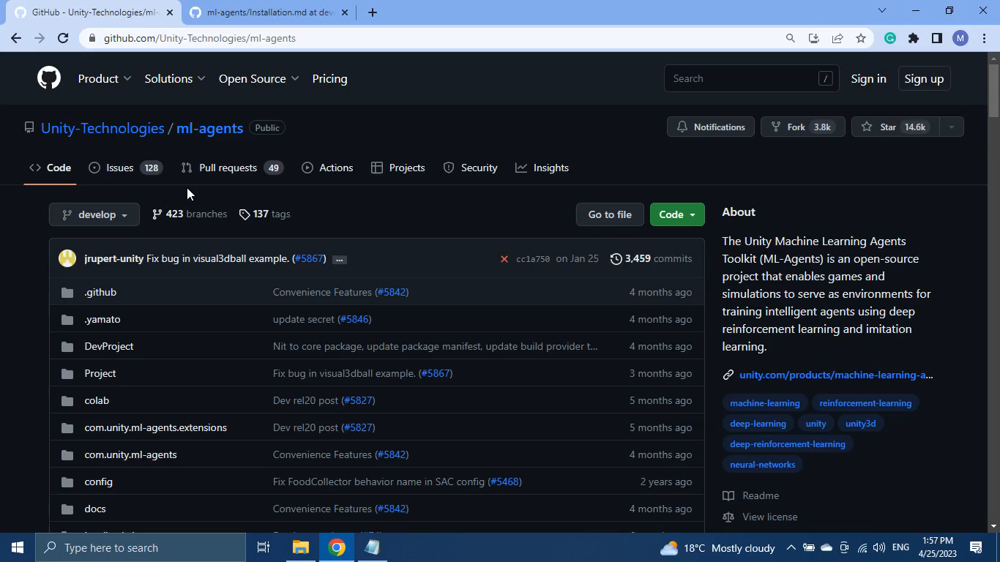 GitHub - Unity-Technologies/ml-
ml-agents/Installation.md at dev
github.com/Unity-Technologies/ml-agents
M
Product Solutions Open Source Pricing Search / Sign in Sign up
Unity-Technologies / ml-agents Public Notifications Fork 3.8k Star 14.6k
Code Issues 128 Pull requests 49 Actions Projects Security Insights
develop 423 branches 137 tags Go to file Code
jrupert-unity Fix bug in visual3dball example. (#5867) ... cc1a750 on Jan 25 3,459 commits
.github Convenience Features (#5842) 4 months ago
.yamato update secret (#5846) 4 months ago
DevProject Nit to core package, update package manifest, update build provider t... 4 months ago
Project Fix bug in visual3dball example. (#5867) 3 months ago
colab Dev rel20 post (#5827) 5 months ago
com.unity.ml-agents.extensions Dev rel20 post (#5827) 5 months ago
com.unity.ml-agents Convenience Features (#5842) 4 months ago
config Fix FoodCollector behavior name in SAC config (#5468) 2 years ago
docs Convenience Features (#5842) 4 months ago
About
The Unity Machine Learning Agents
Toolkit (ML-Agents) is an open-source
project that enables games and
simulations to serve as environments for
training intelligent agents using deep
reinforcement learning and imitation
learning.
unity.com/products/machine-learning-a...
machine-learning reinforcement-learning
deep-learning unity unity3d
deep-reinforcement-learning
neural-networks
Readme
View license
Type here to search
18°C Mostly cloudy
ENG
1:57 PM
4/25/2023